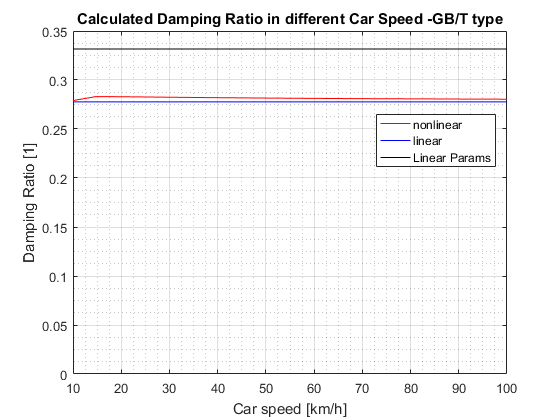 Calculated Damping Ratio in different Car Speed -GB/T type
0.35
0.3
0.25
0.2
0.15
0.1
0.05
0
Damping Ratio [1]
nonlinear
linear
Linear Params
10 20 30 40 50 60 70 80 90 100
Car speed [km/h]